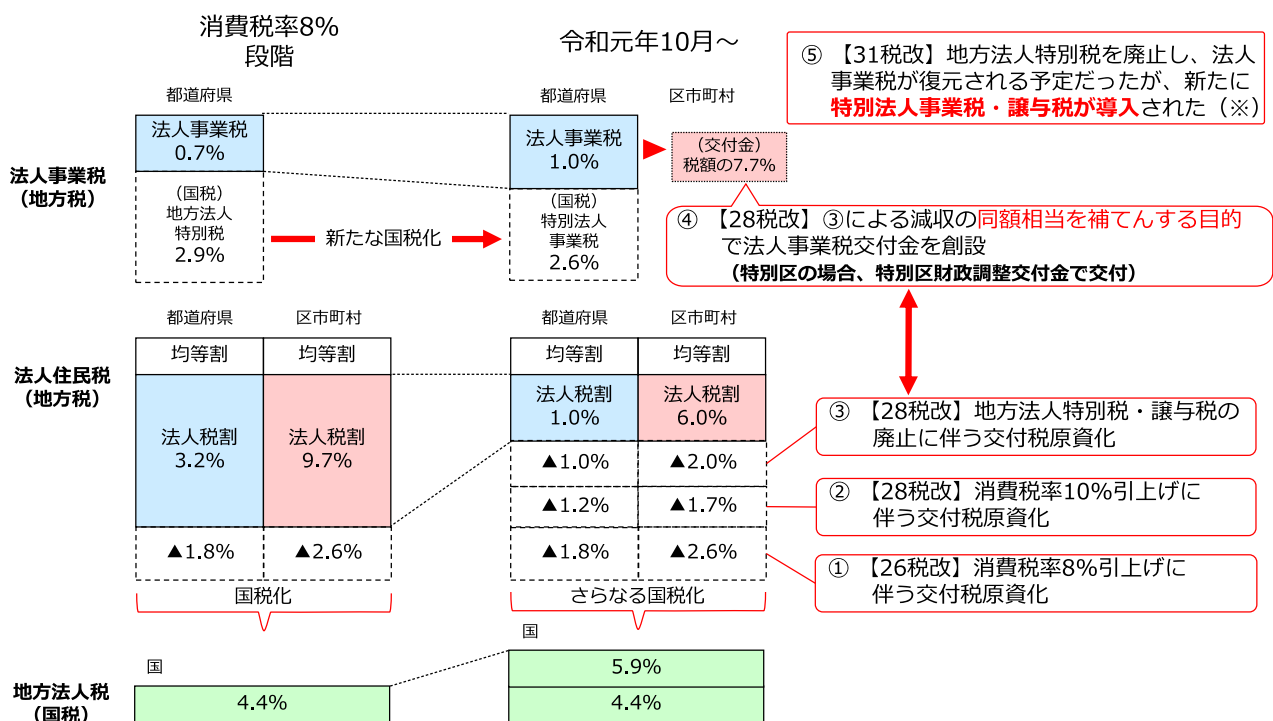 消費税率8%
段階
令和元年10月～
⑤ 【31税改】地方法人特別税を廃止し、法人
事業税が復元される予定だったが、新たに
特別法人事業税・譲与税が導入された（※）
都道府県
都道府県
区市町村
法人事業税
（地方税）
法人事業税
0.7%
（国税）
地方法人
特別税
2.9%
新たな国税化
法人事業税
1.0%
（国税）
特別法人
事業税
2.6%
（交付金）
税額の7.7%
④ 【28税改】③による減収の同額相当を補てんする目的
で法人事業税交付金を創設
（特別区の場合、特別区財政調整交付金で交付）
都道府県
区市町村
都道府県
区市町村
法人住民税
（地方税）
均等割
均等割
法人税割
3.2%
法人税割
9.7%
▲1.8%
▲2.6%
国税化
均等割
均等割
法人税割
1.0%
法人税割
6.0%
▲1.0%
▲2.0%
▲1.2%
▲1.7%
▲1.8%
▲2.6%
さらなる国税化
③ 【28税改】地方法人特別税・譲与税の
廃止に伴う交付税原資化
② 【28税改】消費税率10%引上げに
伴う交付税原資化
① 【26税改】消費税率8%引上げに
伴う交付税原資化
地方法人税
（国税）
国
4.4%
国
5.9%
4.4%